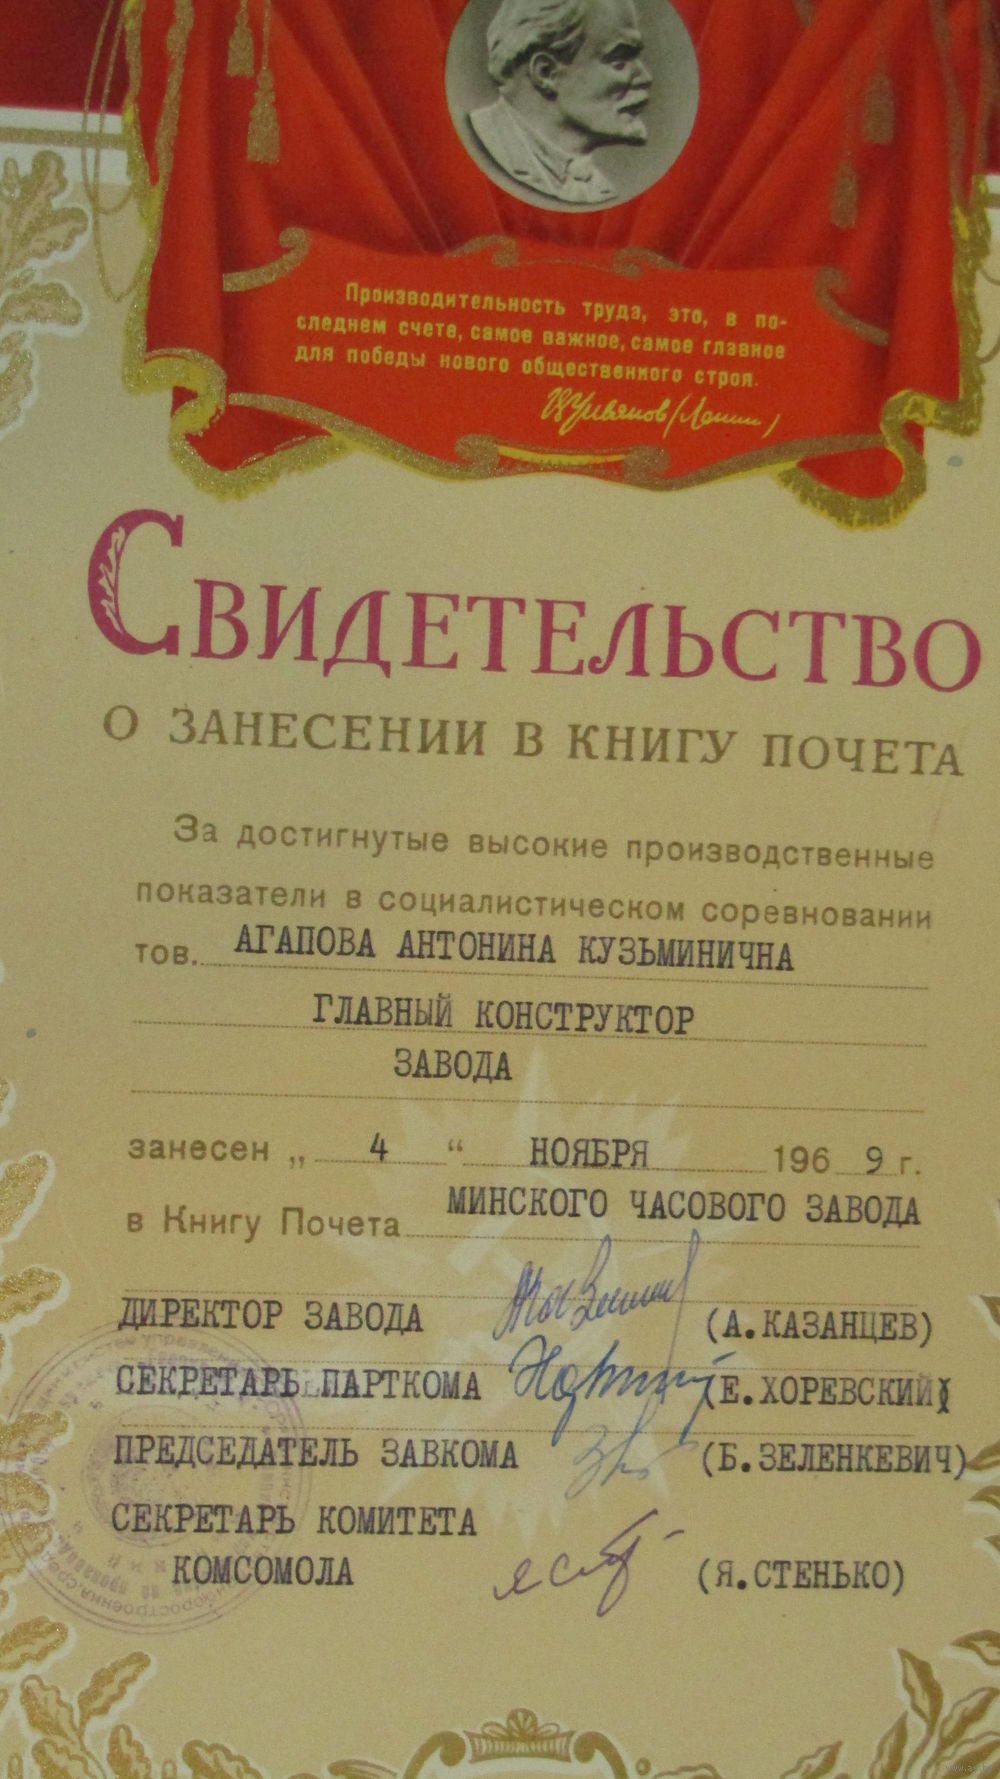 Производительность труда, это, в по-
следнем счете, самое важное, самое главное
для победы нового общественного строя.
В.Ульянов (Ленин)
СВИДЕТЕЛЬСТВО
О ЗАНЕСЕНИИ В КНИГУ ПОЧЕТА
За достигнутые высокие производственные
показатели в социалистическом соревновании
тов. АГАПОВА АНТОНИНА КУЗЬМИНИЧНА
ГЛАВНЫЙ КОНСТРУКТОР
ЗАВОДА
занесен „ 4 “ НОЯБРЯ 196 9 г.
в Книгу Почета МИНСКОГО ЧАСОВОГО ЗАВОДА
ДИРЕКТОР ЗАВОДА (А.КАЗАНЦЕВ)
СЕКРЕТАРЬ ПАРТКОМА (Е.ХОРЕВСКИЙ)
ПРЕДСЕДАТЕЛЬ ЗАВКОМА (Б.ЗЕЛЕНКЕВИЧ)
СЕКРЕТАРЬ КОМИТЕТА
КОМСОМОЛА (Я.СТЕНЬКО)